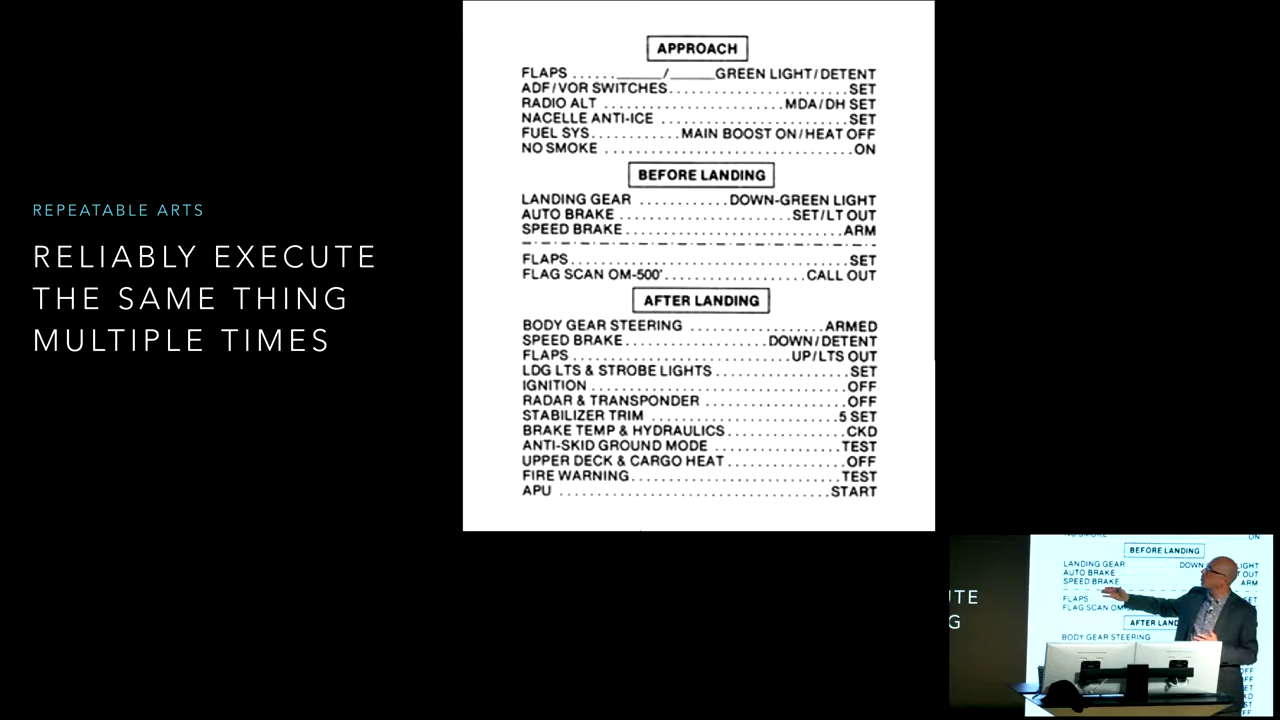 REPEATABLE ARTS
RELIABLY EXECUTE
THE SAME THING
MULTIPLE TIMES
APPROACH
FLAPS ......______/______GREEN LIGHT/DETENT
ADF/VOR SWITCHES........................SET
RADIO ALT ........................MDA/DH SET
NACELLE ANTI-ICE .........................SET
FUEL SYS...........MAIN BOOST ON/HEAT OFF
NO SMOKE ..................................ON
BEFORE LANDING
LANDING GEAR ............DOWN-GREEN LIGHT
AUTO BRAKE .......................SET/LT OUT
SPEED BRAKE.............................ARM
FLAPS.....................................SET
FLAG SCAN OM-500'...................CALL OUT
AFTER LANDING
BODY GEAR STEERING ..................ARMED
SPEED BRAKE...................DOWN/DETENT
FLAPS.............................UP/LTS OUT
LDG LTS & STROBE LIGHTS ..................SET
IGNITION ..................................OFF
RADAR & TRANSPONDER ....................OFF
STABILIZER TRIM .........................5 SET
BRAKE TEMP & HYDRAULICS................CKD
ANTI-SKID GROUND MODE .................TEST
UPPER DECK & CARGO HEAT................OFF
FIRE WARNING............................TEST
APU ....................................START
ON
BEFORE LANDING
LANDING GEAR
AUTO BRAKE
SPEED BRAKE ARM
FLAPS
FLAG SCAN
BODY GEAR STEERING